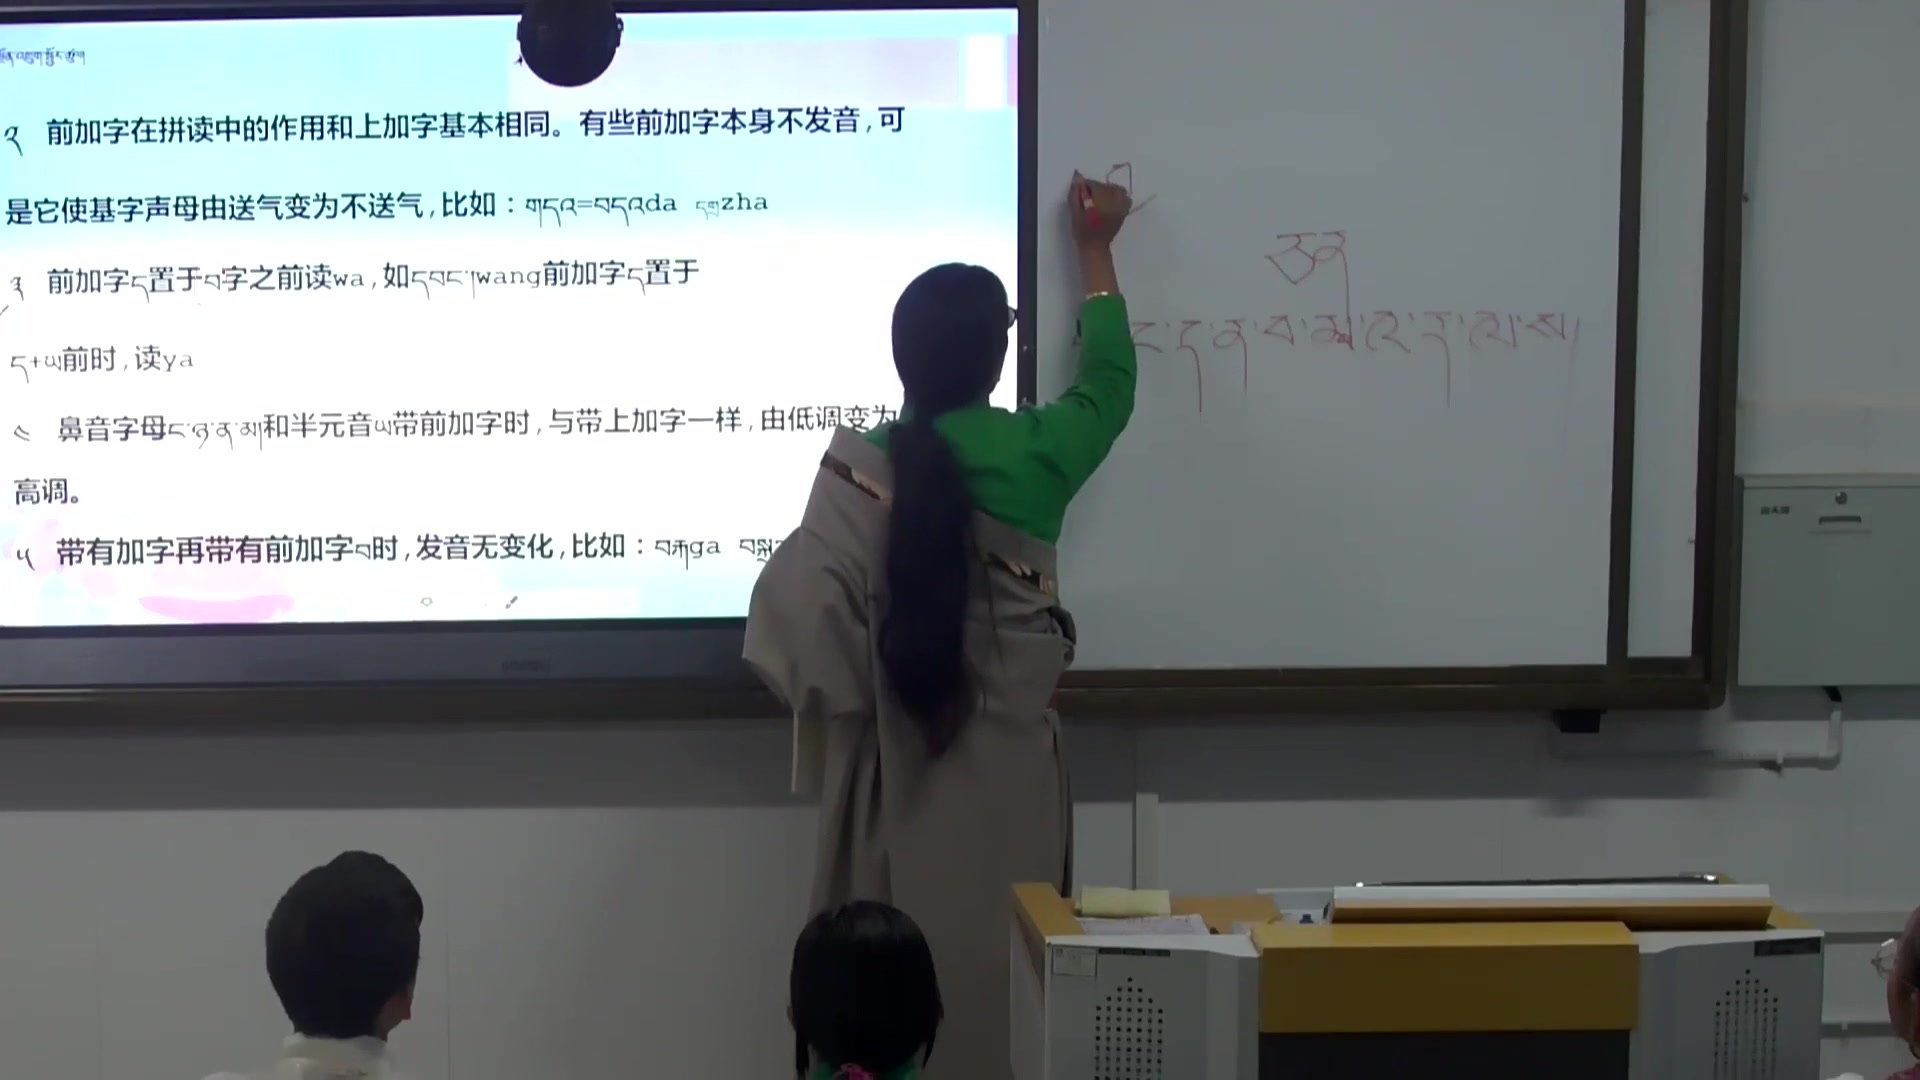 སྔོན་འཇུག་སྦྱོར་ཚུལ
༢ 前加字在拼读中的作用和上加字基本相同。有些前加字本身不发音,可
是它使基字声母由送气变为不送气,比如：གདའ=བདའda དགྲzha
༣ 前加字ད置于བ字之前读wa,如དབང་།wang前加字ད置于
ད+ཡ前时,读ya
༤ 鼻音字母ང་ཉ་ན་མ།和半元音ཡ带前加字时,与带上加字一样,由低调变为
高调。
༥ 带有加字再带有前加字བ时,发音无变化,比如：བརྐga
ཅན
ང་ད་ན་བ་མ་འ་ར་ལ་ས།